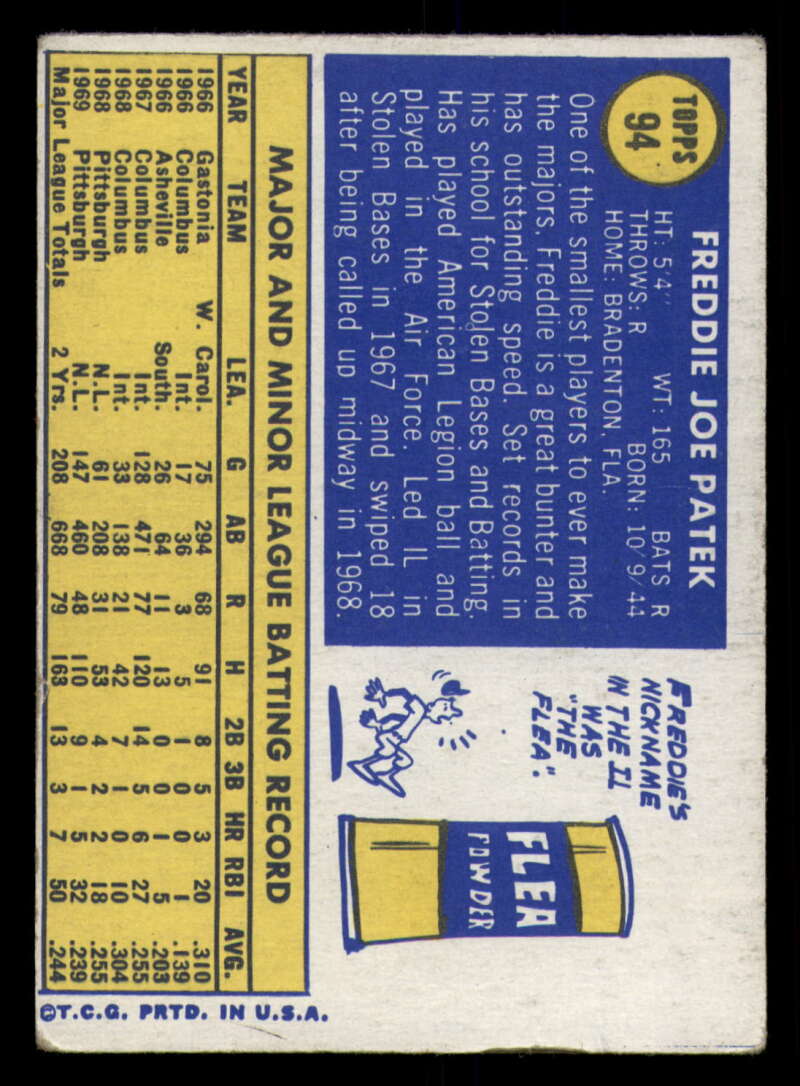 TOPPS
94
FREDDIE JOE PATEK
HT: 5'4" WT: 165 BATS R
THROWS: R BORN: 10/9/44
HOME: BRADENTON, FLA.
One of the smallest players to ever make
the majors, Freddie is a great bunter and
has outstanding speed. Set records in
his school for Stolen Bases and Batting.
Has played American Legion ball and
played in the Air Force. Led IL in
Stolen Bases in 1967 and swiped 18
after being called up midway in 1968.
FREDDIE'S
NICKNAME
IN THE IL
WAS
"THE
FLEA".
FLEA
POWDER
MAJOR AND MINOR LEAGUE BATTING RECORD
YEAR TEAM LEA. G AB R H 2B 3B HR RBI AVG.
1966 Gastonia W. Carol. 75 294 68 91 8 5 3 20 .310
1966 Columbus Int. 17 36 3 5 1 0 0 1 .139
1966 Asheville South. 26 64 11 13 0 0 1 5 .203
1967 Columbus Int. 128 471 77 120 14 5 6 27 .255
1968 Columbus Int. 33 138 21 42 7 1 0 10 .304
1968 Pittsburgh N.L. 61 208 31 53 4 2 2 18 .255
1969 Pittsburgh N.L. 147 460 48 110 9 1 5 32 .239
Major League Totals 2 Yrs. 208 668 79 163 13 3 7 50 .244
©T.C.G. PRTD. IN U.S.A.